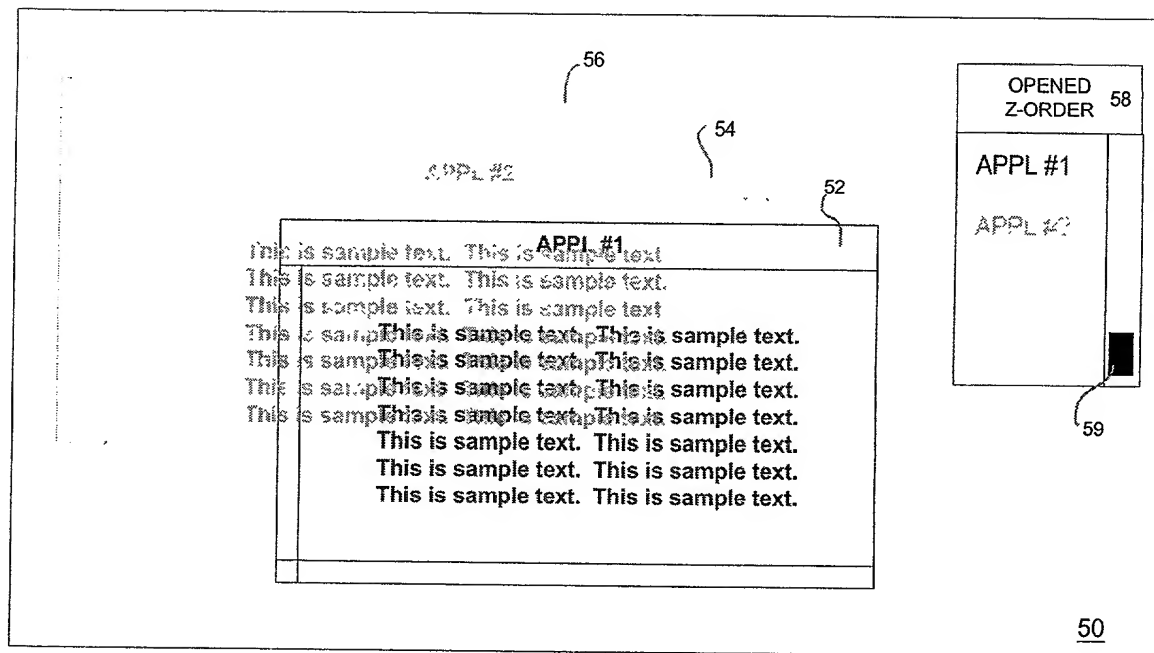 56
OPENED
Z-ORDER
58
54
APPL #1
APPL #2
52
APPL #2
APPL #1
This is sample text. This is sample text
This is sample text. This is sample text.
This is sample text. This is sample text
This is sample text. This is sample text.
This is sample text. This is sample text.
This is sample text. This is sample text.
This is sample text. This is sample text.
This is sample text. This is sample text.
This is sample text. This is sample text.
This is sample text. This is sample text.
59
50